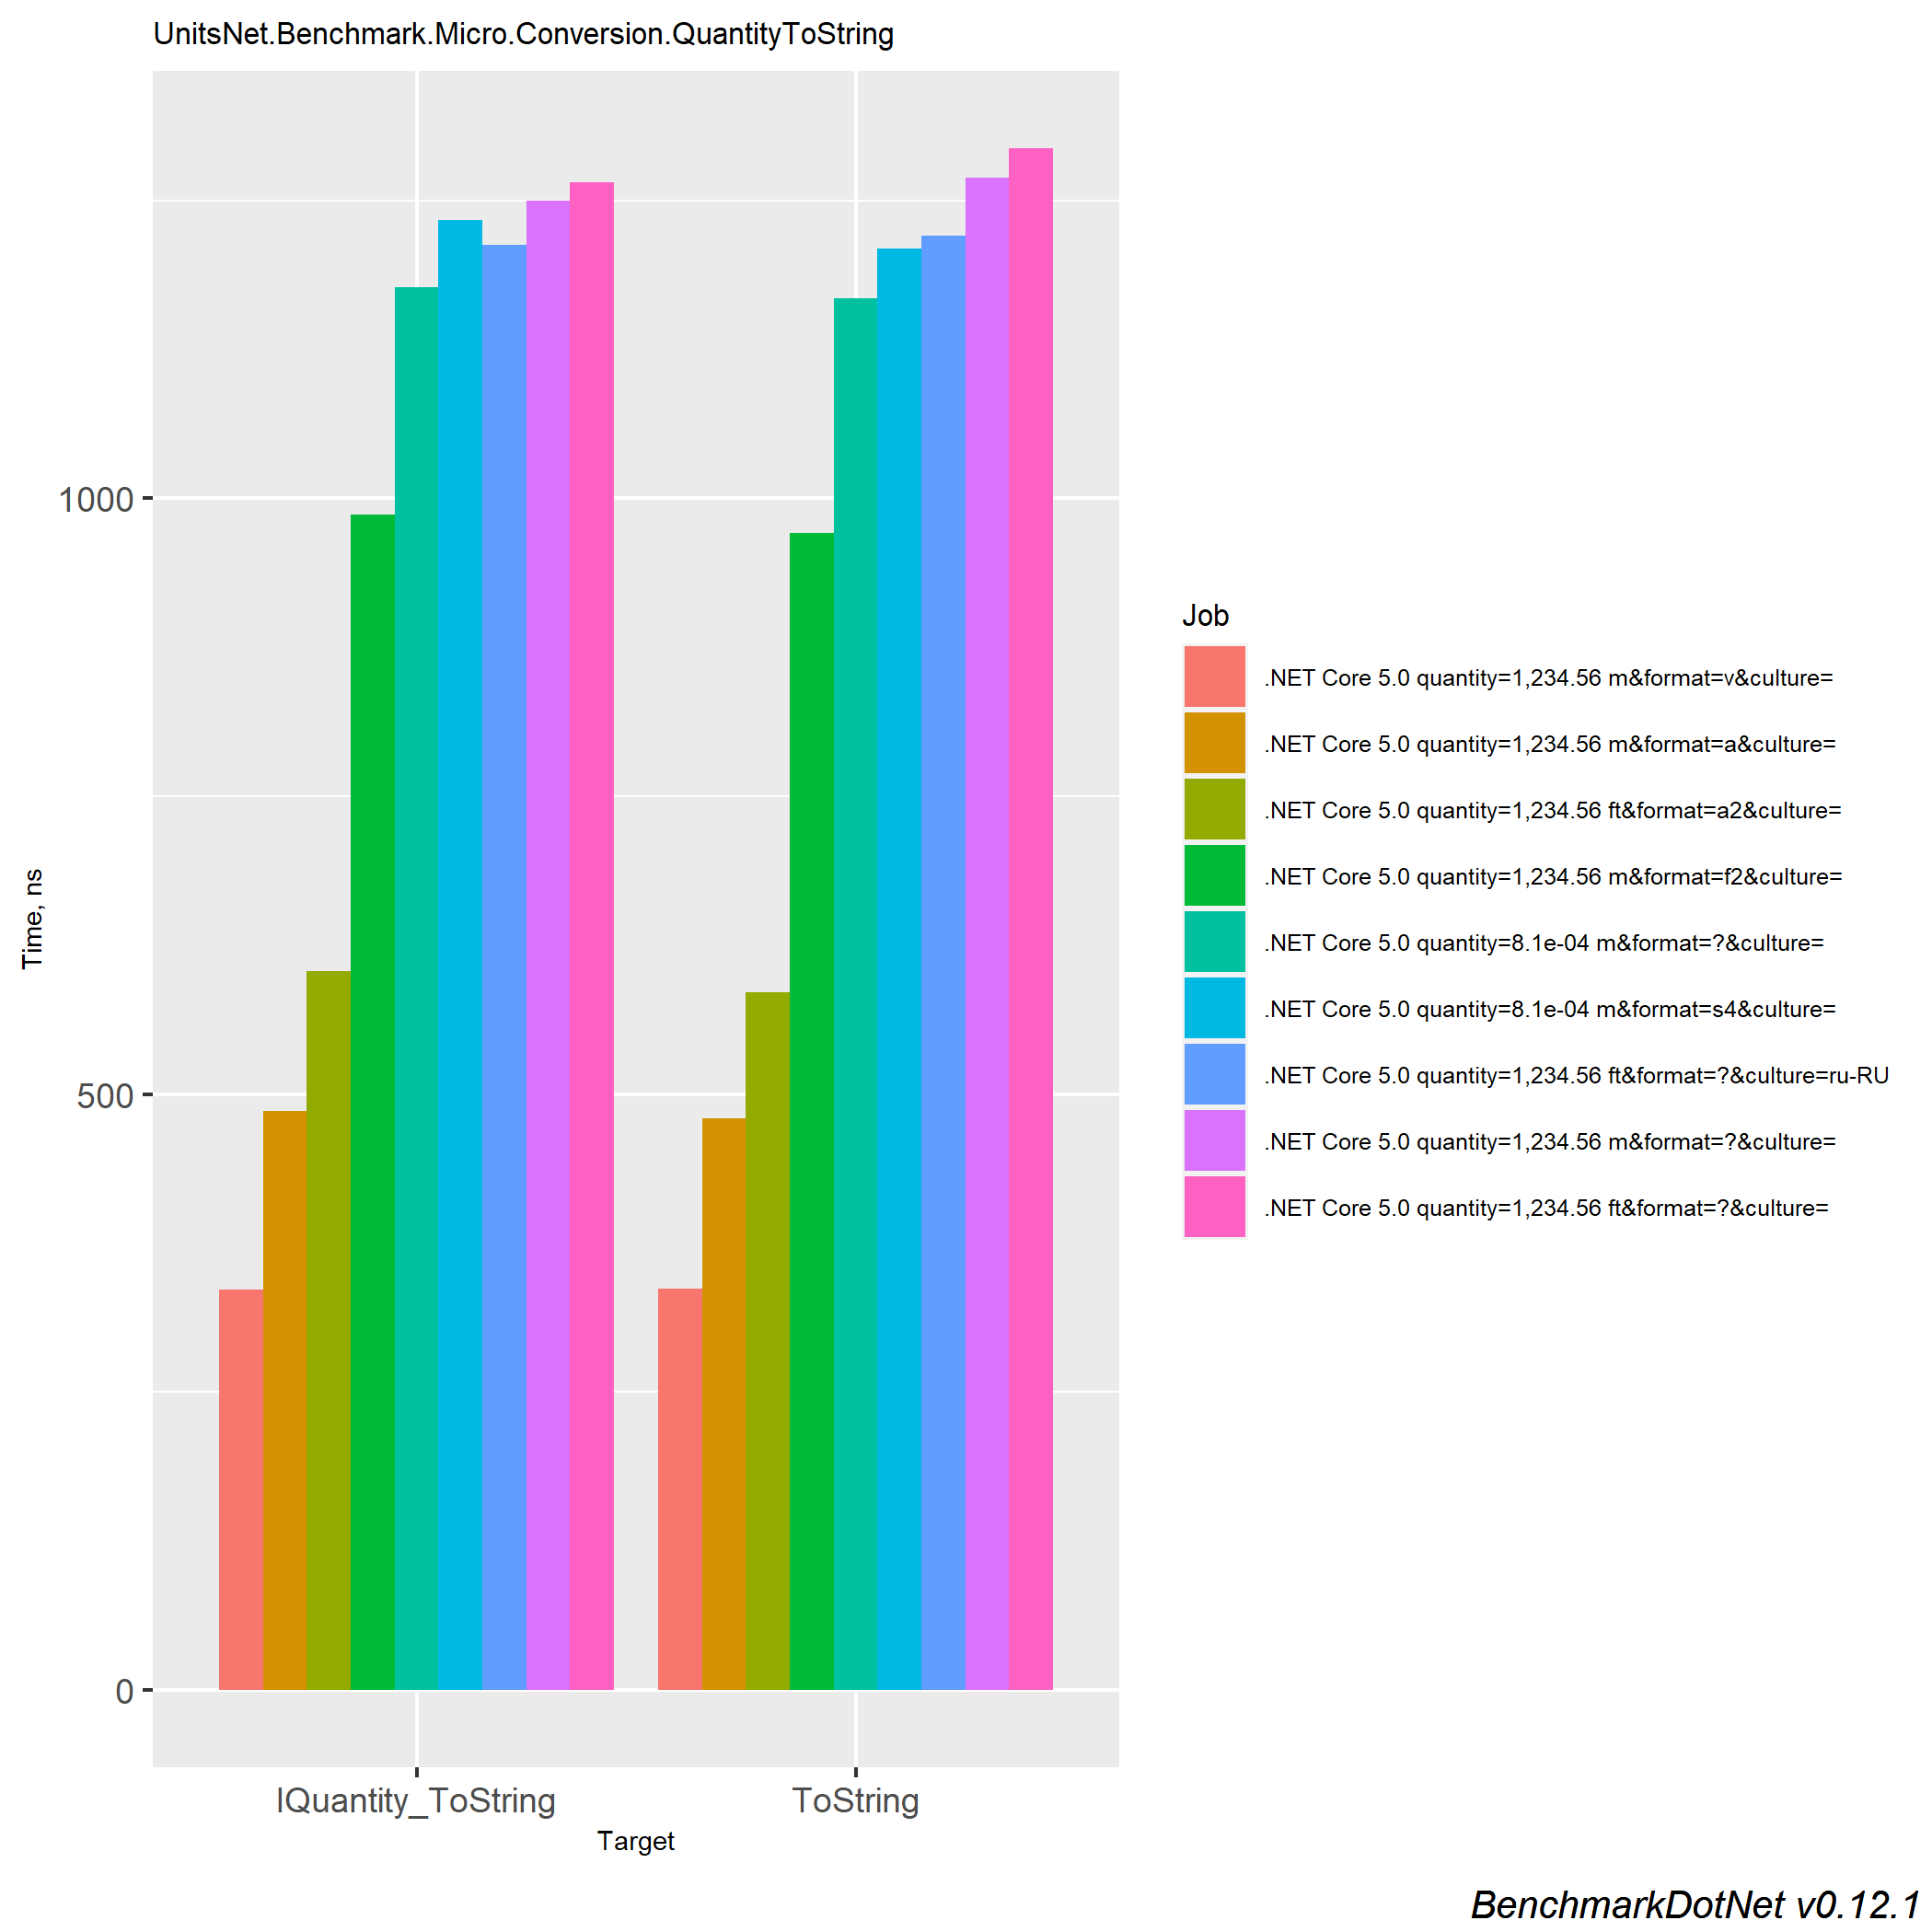 UnitsNet.Benchmark.Micro.Conversion.QuantityToString
1000
500
0
Time, ns
IQuantity_ToString
ToString
Target
Job
.NET Core 5.0 quantity=1,234.56 m&format=v&culture=
.NET Core 5.0 quantity=1,234.56 m&format=a&culture=
.NET Core 5.0 quantity=1,234.56 ft&format=a2&culture=
.NET Core 5.0 quantity=1,234.56 m&format=f2&culture=
.NET Core 5.0 quantity=8.1e-04 m&format=?&culture=
.NET Core 5.0 quantity=8.1e-04 m&format=s4&culture=
.NET Core 5.0 quantity=1,234.56 ft&format=?&culture=ru-RU
.NET Core 5.0 quantity=1,234.56 m&format=?&culture=
.NET Core 5.0 quantity=1,234.56 ft&format=?&culture=
BenchmarkDotNet v0.12.1